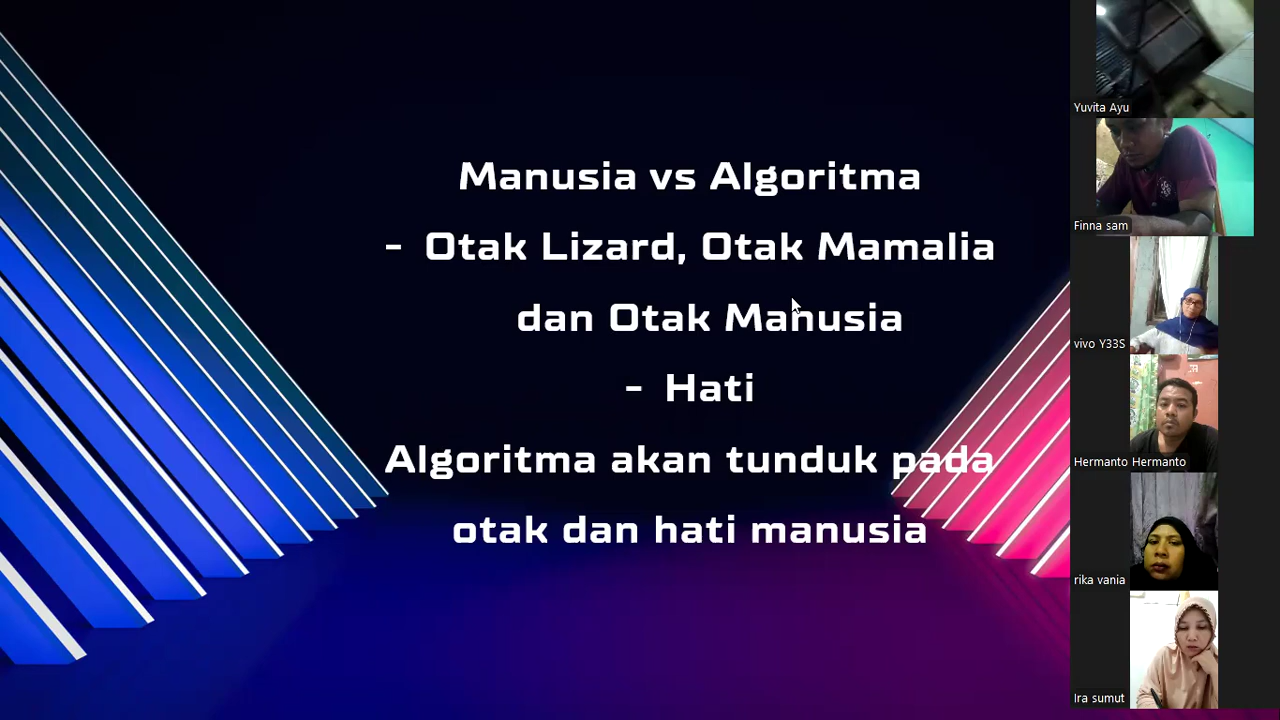 Manusia vs Algoritma
- Otak Lizard, Otak Mamalia
dan Otak Manusia
- Hati
Algoritma akan tunduk pada
otak dan hati manusia
Yuvita Ayu
Finna sam
vivo Y33S
Hermanto Hermanto
rika vania
Ira sumut